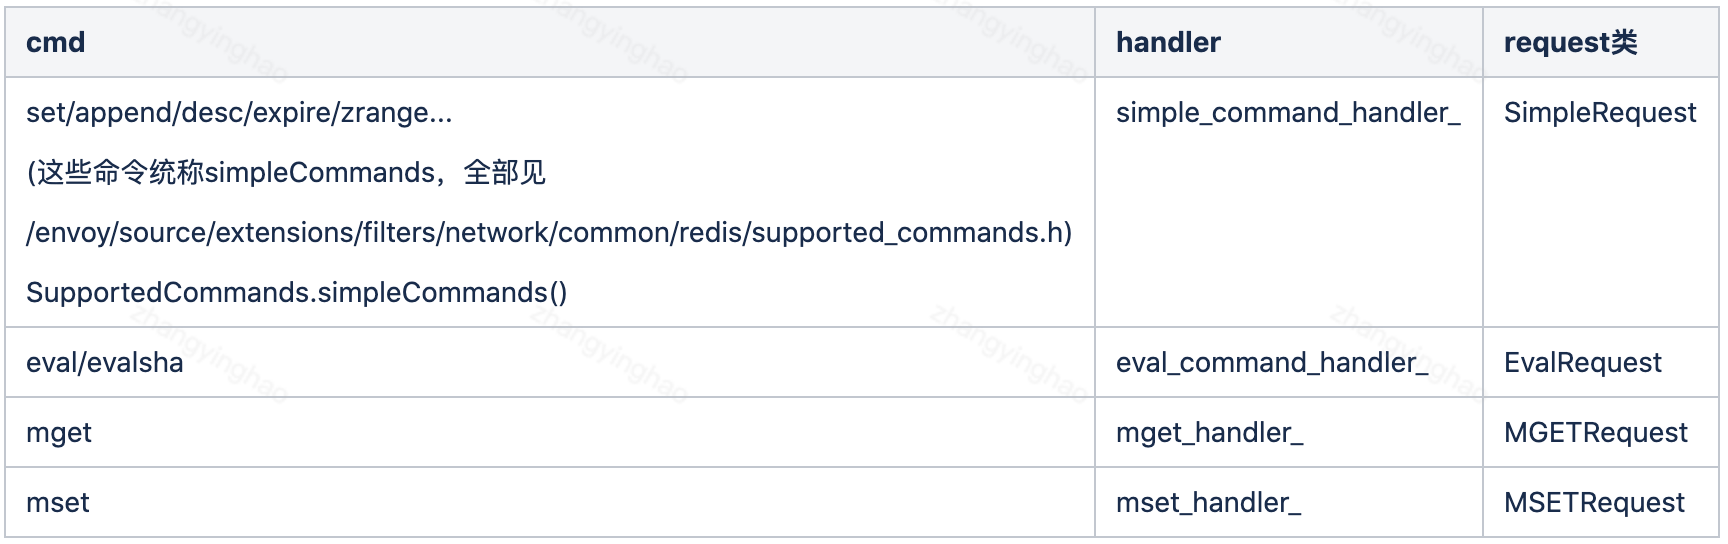 cmd handler request类
set/append/desc/expire/zrange... simple_command_handler_ SimpleRequest
(这些命令统称simpleCommands，全部见
/envoy/source/extensions/filters/network/common/redis/supported_commands.h)
SupportedCommands.simpleCommands()
eval/evalsha eval_command_handler_ EvalRequest
mget mget_handler_ MGETRequest
mset mset_handler_ MSETRequest
zhangyinghao zhangyinghao zhangyinghao zhangyinghao
zhangyinghao zhangyinghao zhangyinghao zhangyinghao